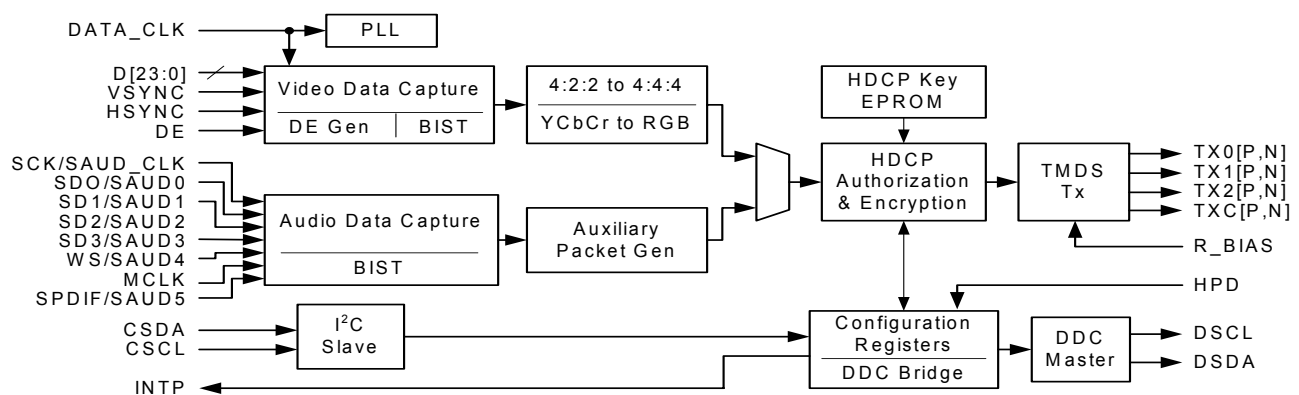 DATA_CLK
PLL
D[23:0]
VSYNC
HSYNC
DE
Video Data Capture
DE Gen
BIST
4:2:2 to 4:4:4
YCbCr to RGB
HDCP Key
EPROM
SCK/SAUD_CLK
SDO/SAUD0
SD1/SAUD1
SD2/SAUD2
SD3/SAUD3
WS/SAUD4
MCLK
SPDIF/SAUD5
Audio Data Capture
BIST
Auxiliary
Packet Gen
HDCP
Authorization
& Encryption
TMDS
Tx
TX0[P,N]
TX1[P,N]
TX2[P,N]
TXC[P,N]
R_BIAS
HPD
CSDA
CSCL
I²C
Slave
Configuration
Registers
DDC Bridge
DDC
Master
DSCL
DSDA
INTP